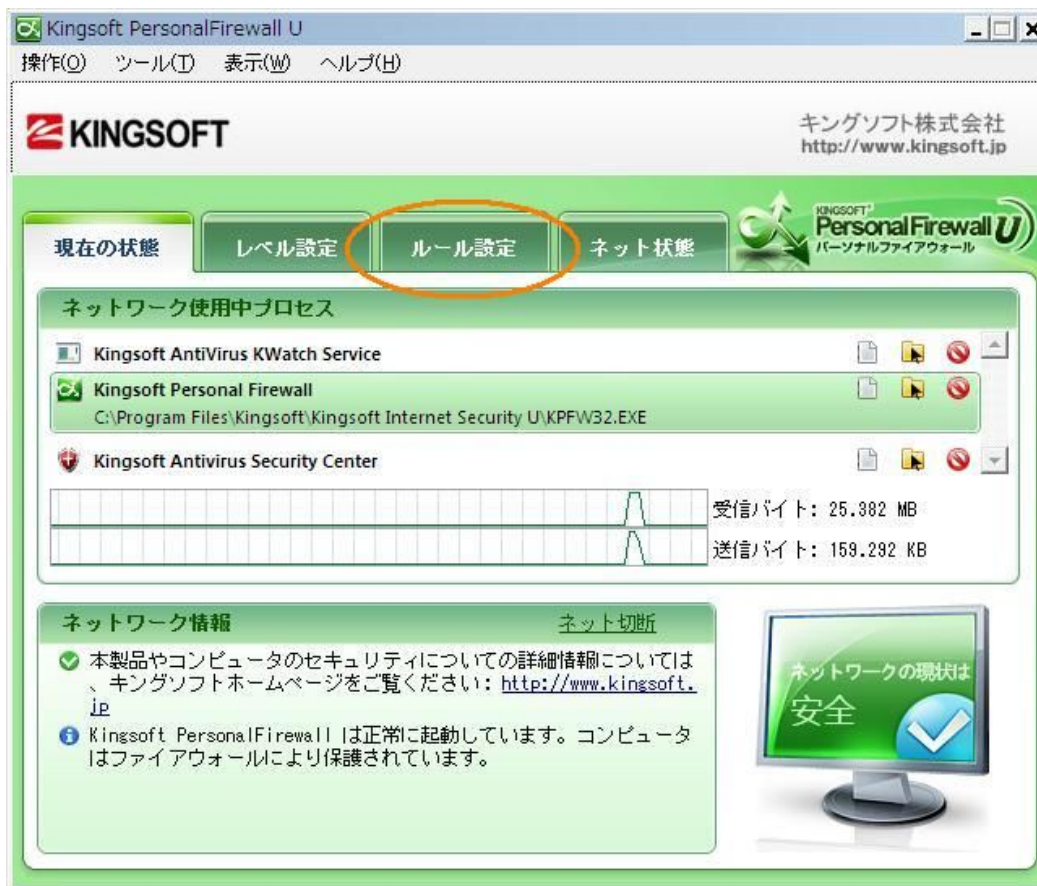 Kingsoft PersonalFirewall U
操作(O) ツール(T) 表示(W) ヘルプ(H)
KINGSOFT
キングソフト株式会社
http://www.kingsoft.jp
現在の状態
レベル設定
ルール設定
ネット状態
KINGSOFT
PersonalFirewall U
パーソナルファイアウォール
ネットワーク使用中プロセス
Kingsoft AntiVirus KWatch Service
Kingsoft Personal Firewall
C:\Program Files\Kingsoft\Kingsoft Internet Security U\KPFW32.EXE
Kingsoft Antivirus Security Center
受信バイト: 25.382 MB
送信バイト: 159.292 KB
ネットワーク情報
ネット切断
本製品やコンピュータのセキュリティについての詳細情報については
、キングソフトホームページをご覧ください: http://www.kingsoft.
jp
Kingsoft PersonalFirewall は正常に起動しています。コンピュータ
はファイアウォールにより保護されています。
ネットワークの現状は
安全